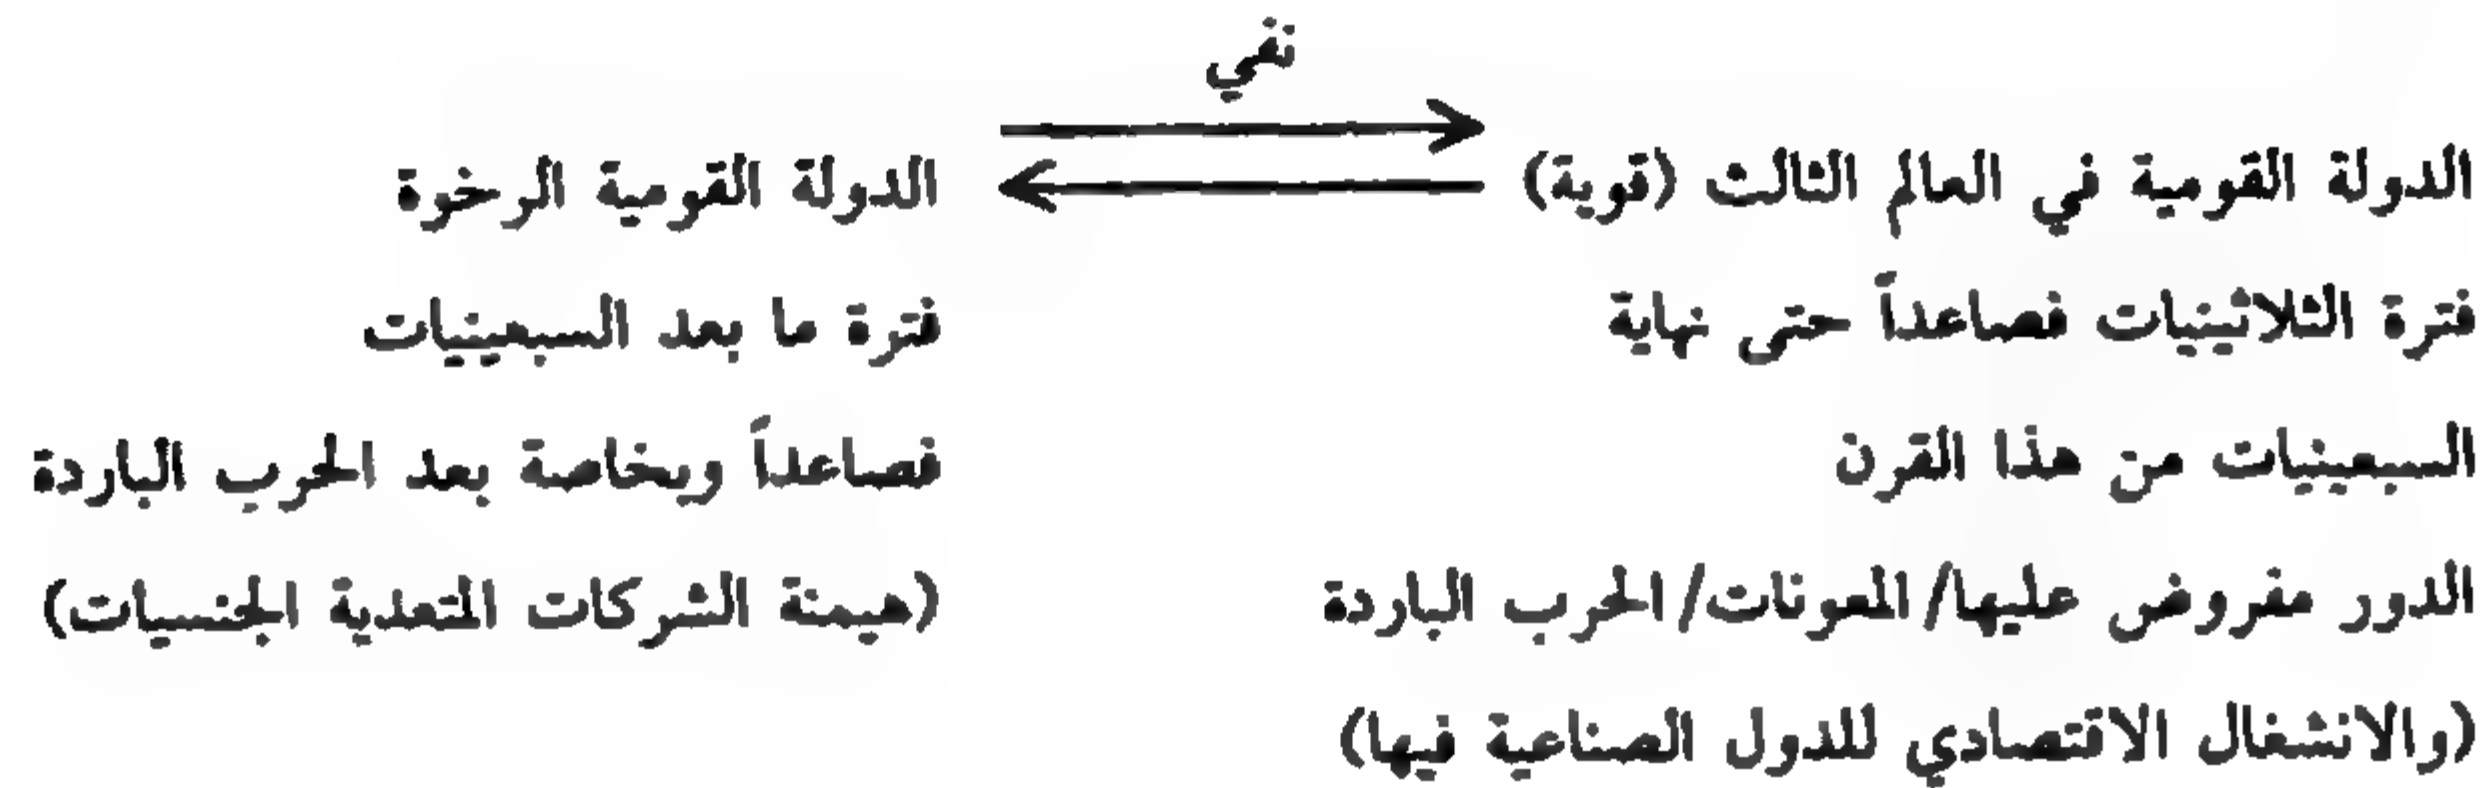 نفي
الدولة القومية في العالم الثالث (قوية)
فترة الثلاثينيات فصاعداً حتى نهاية
السبعينيات من هذا القرن
الدور مفروض عليها/المعونات/الحرب الباردة
(والانشغال الاقتصادي للدول الصناعية فيها)
الدولة القومية الرخوة
فترة ما بعد السبعينيات
فصاعداً وبخاصة بعد الحرب الباردة
(هيمنة الشركات المتعدية الجنسيات)